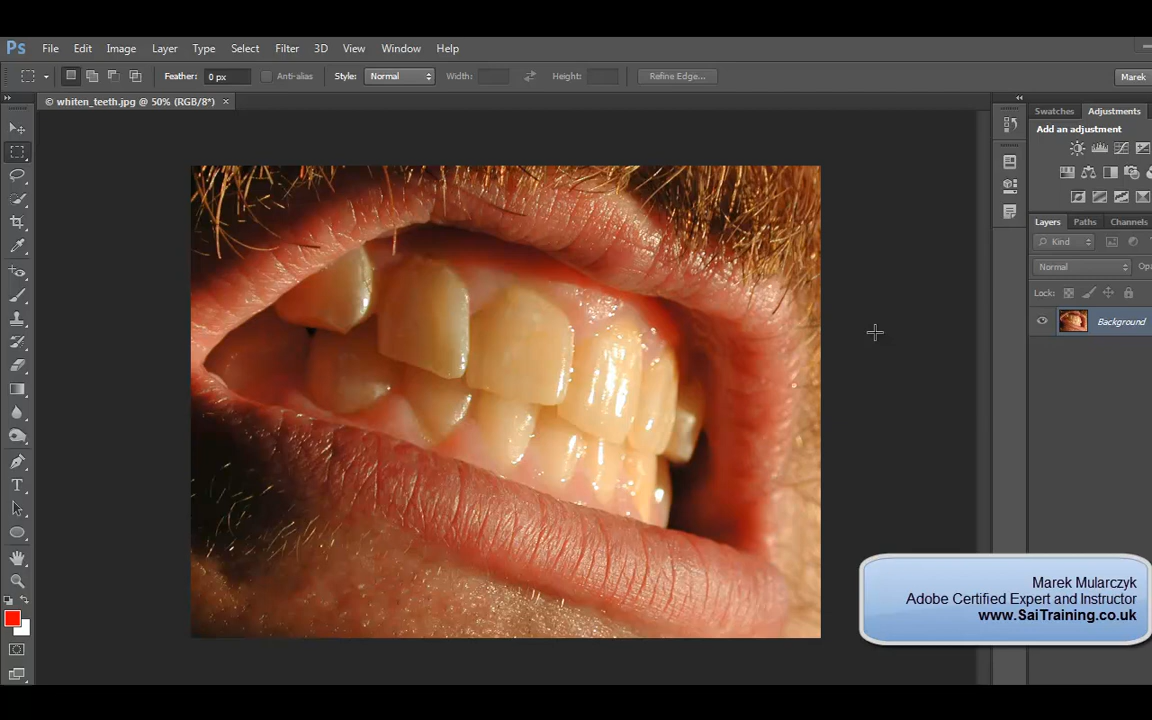 Ps File Edit Image Layer Type Select Filter 3D View Window Help
Feather: 0 px Anti-alias Style: Normal Width: Height: Refine Edge... Marek
© whiten_teeth.jpg @ 50% (RGB/8*) ×
Swatches Adjustments
Add an adjustment
Layers Paths Channels
Kind
Normal Opa
Lock:
Background
T
Marek Mularczyk
Adobe Certified Expert and Instructor
www.SaiTraining.co.uk